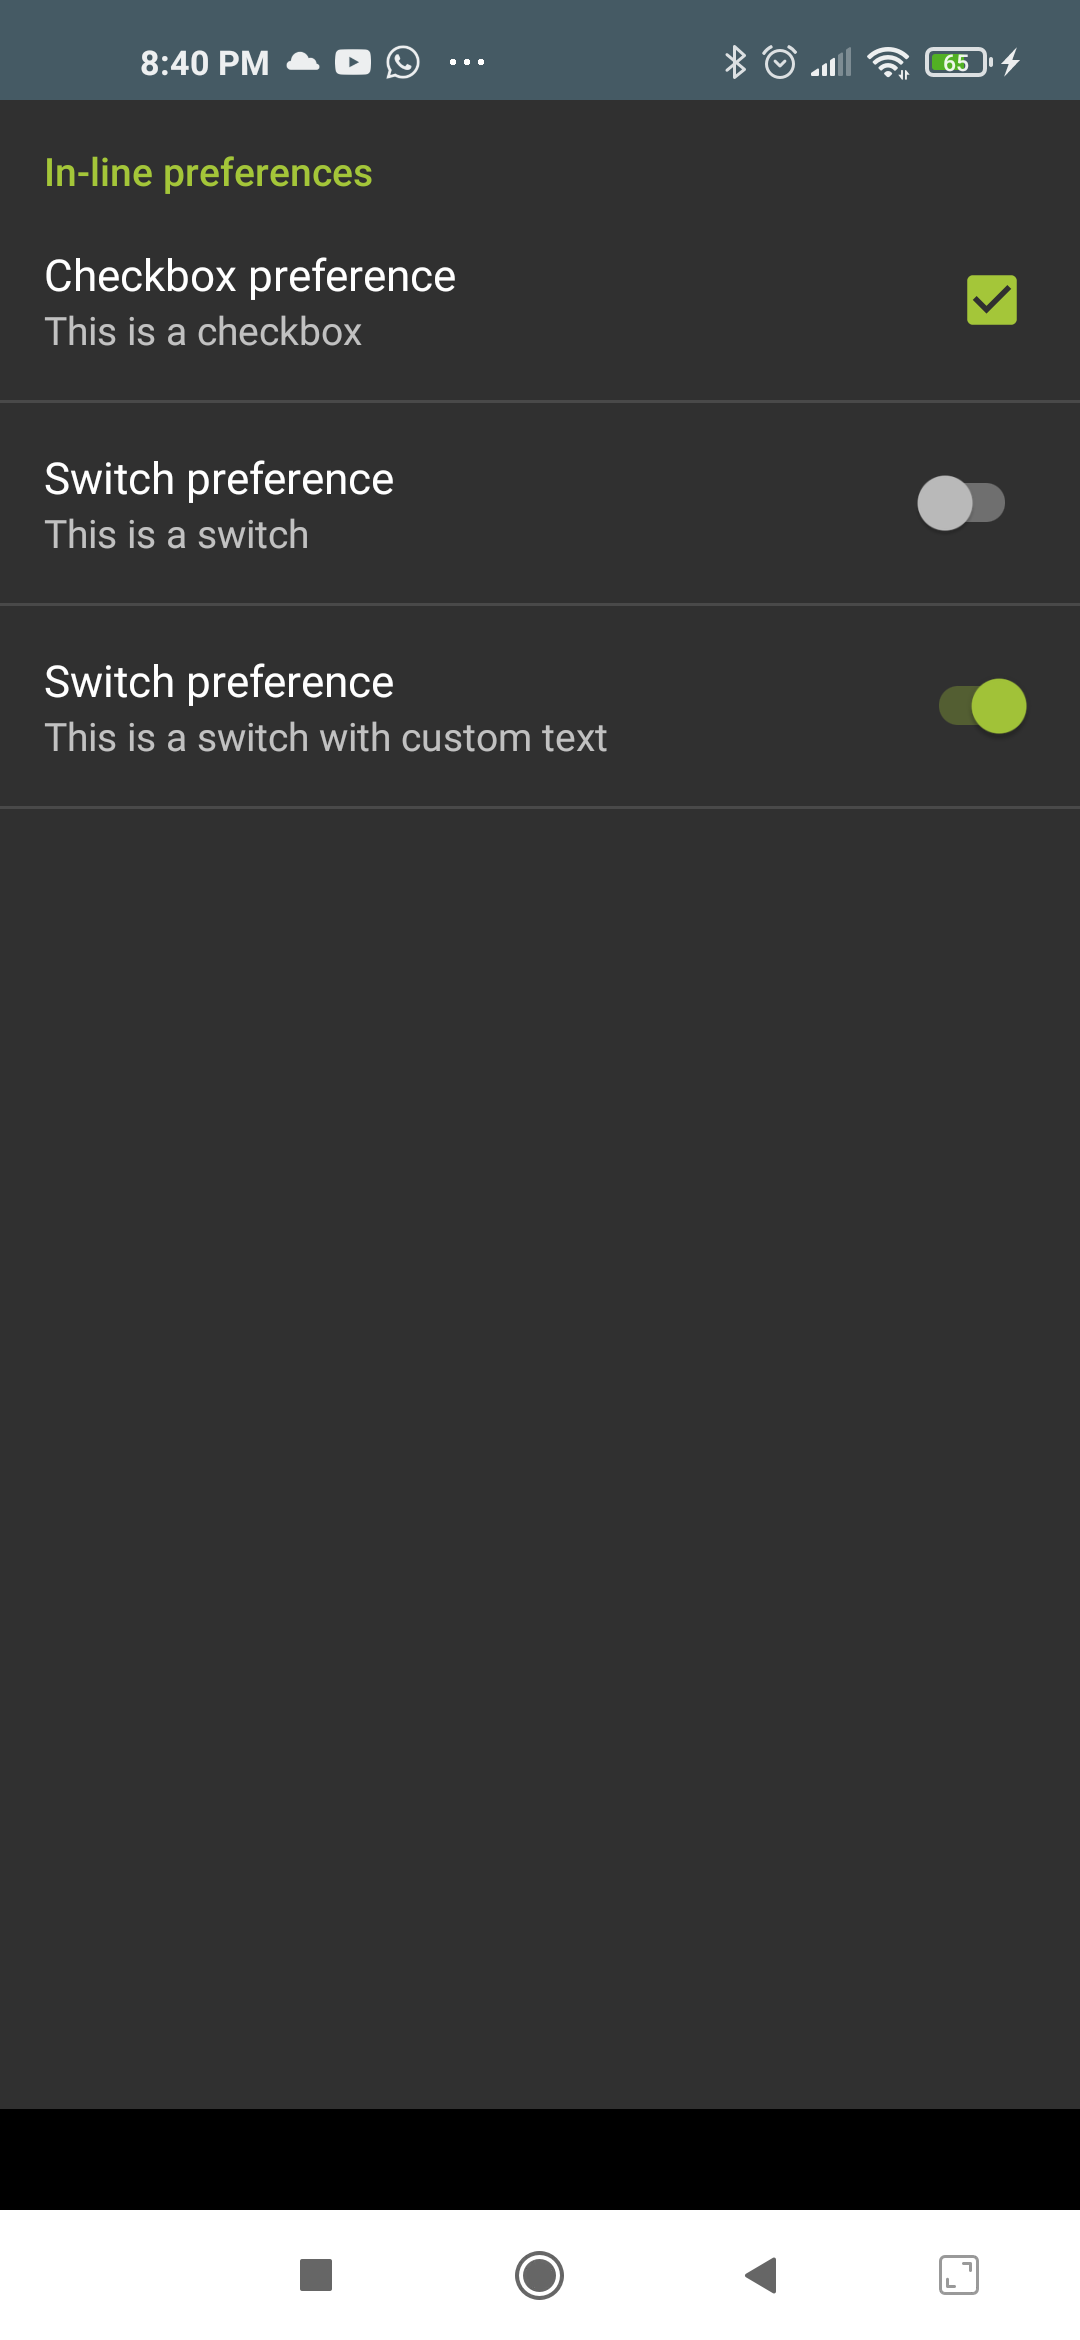 8:40 PM
65
In-line preferences
Checkbox preference
This is a checkbox
Switch preference
This is a switch
Switch preference
This is a switch with custom text